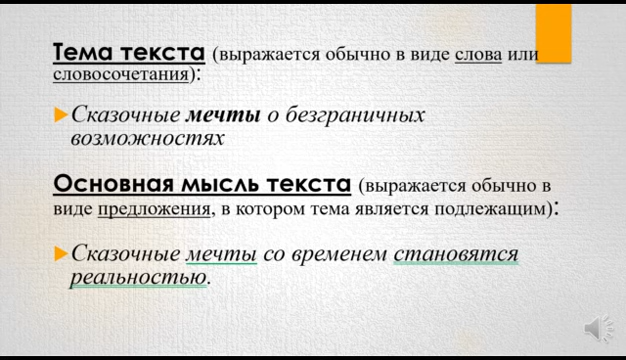 Тема текста (выражается обычно в виде слова или
словосочетания):
Сказочные мечты о безграничных
возможностях
Основная мысль текста (выражается обычно в
виде предложения, в котором тема является подлежащим):
Сказочные мечты со временем становятся
реальностью.